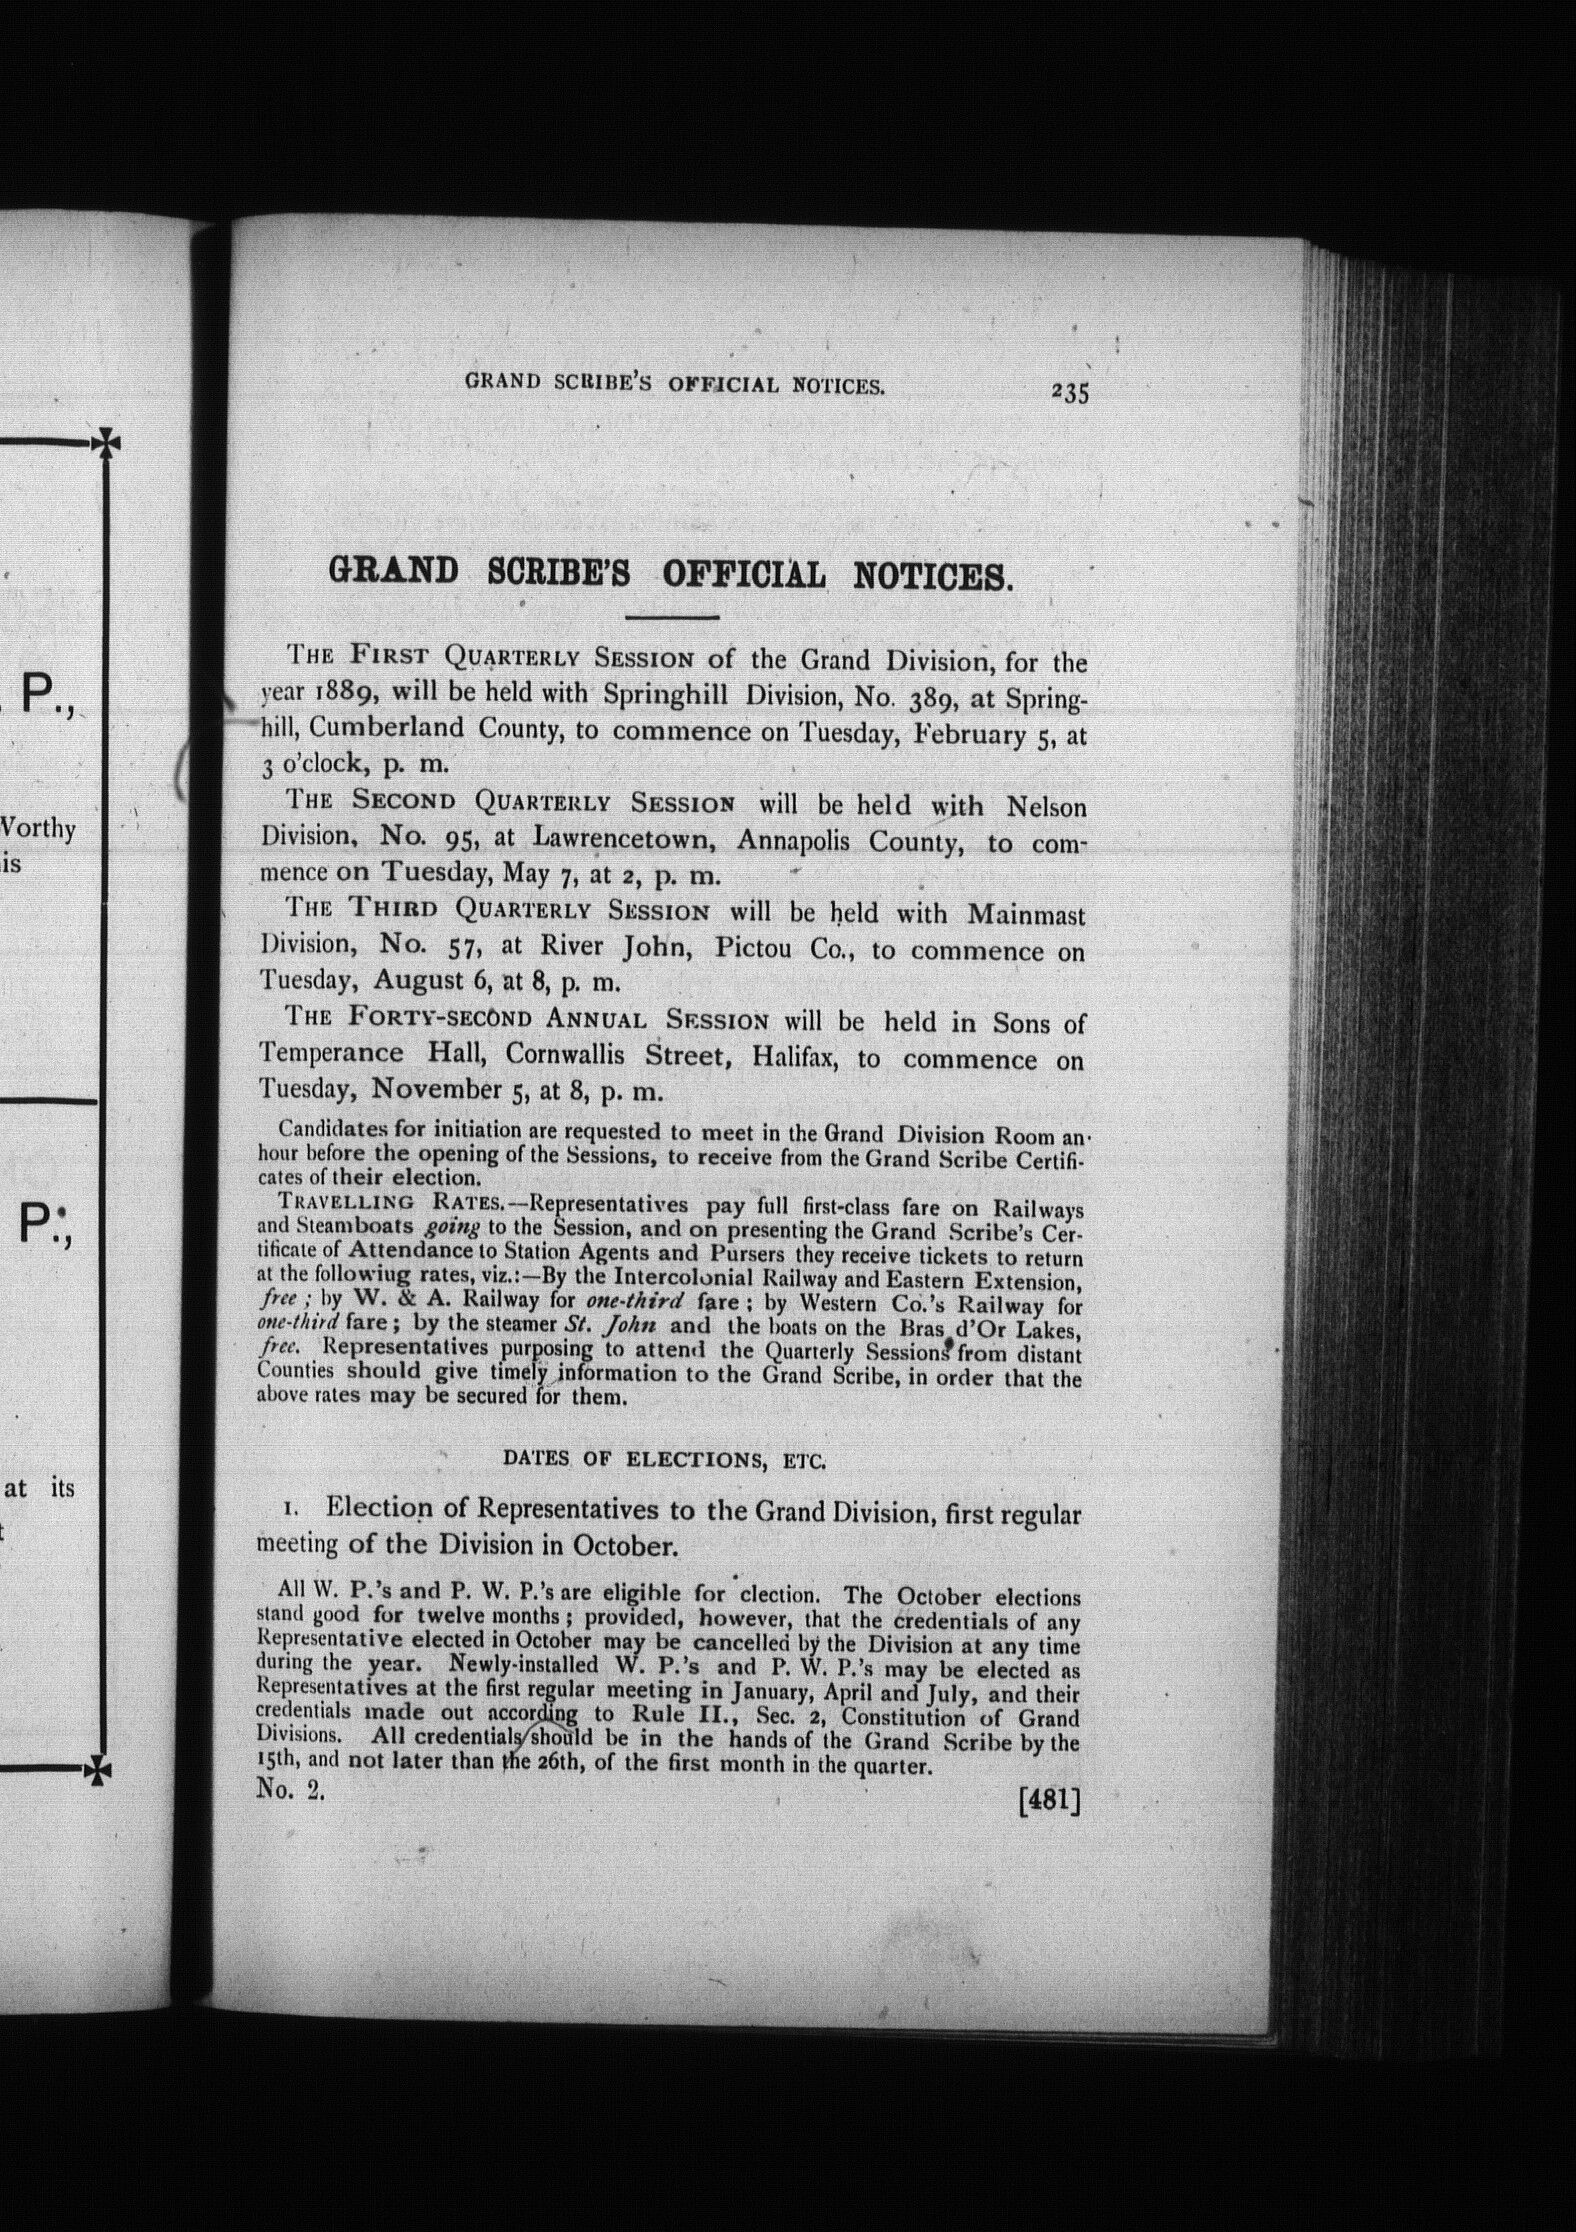 P.,
Worthy
is
P.;
at its
GRAND SCRIBE'S OFFICIAL NOTICES. 235
GRAND SCRIBE'S OFFICIAL NOTICES.
THE FIRST QUARTERLY SESSION of the Grand Division, for the
year 1889, will be held with Springhill Division, No. 389, at Spring-
hill, Cumberland County, to commence on Tuesday, February 5, at
3 o'clock, p. m.
THE SECOND QUARTERLY SESSION will be held with Nelson
Division, No. 95, at Lawrencetown, Annapolis County, to com-
mence on Tuesday, May 7, at 2, p. m.
THE THIRD QUARTERLY SESSION will be held with Mainmast
Division, No. 57, at River John, Pictou Co., to commence on
Tuesday, August 6, at 8, p. m.
THE FORTY-SECOND ANNUAL SESSION will be held in Sons of
Temperance Hall, Cornwallis Street, Halifax, to commence on
Tuesday, November 5, at 8, p. m.
Candidates for initiation are requested to meet in the Grand Division Room an
hour before the opening of the Sessions, to receive from the Grand Scribe Certifi-
cates of their election.
TRAVELLING RATES.—Representatives pay full first-class fare on Railways
and Steamboats going to the Session, and on presenting the Grand Scribe's Cer-
tificate of Attendance to Station Agents and Pursers they receive tickets to return
at the followiug rates, viz.:—By the Intercolonial Railway and Eastern Extension,
free; by W. & A. Railway for one-third fare; by Western Co.'s Railway for
one-third fare; by the steamer St. John and the boats on the Bras d'Or Lakes,
free. Representatives purposing to attend the Quarterly Sessions from distant
Counties should give timely information to the Grand Scribe, in order that the
above rates may be secured for them.
DATES OF ELECTIONS, ETC.
1. Election of Representatives to the Grand Division, first regular
meeting of the Division in October.
All W. P.'s and P. W. P.'s are eligible for election. The October elections
stand good for twelve months; provided, however, that the credentials of any
Representative elected in October may be cancelled by the Division at any time
during the year. Newly-installed W. P.'s and P. W. P.'s may be elected as
Representatives at the first regular meeting in January, April and July, and their
credentials made out according to Rule II., Sec. 2, Constitution of Grand
Divisions. All credentials should be in the hands of the Grand Scribe by the
15th, and not later than the 26th, of the first month in the quarter.
No. 2. [481]